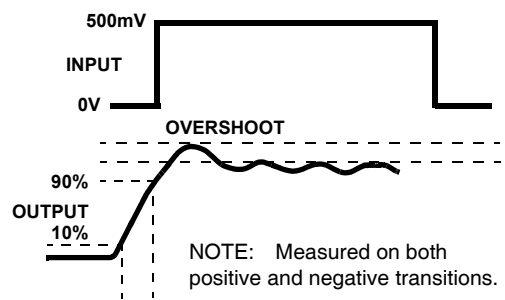 500mV
INPUT
0V
OVERSHOOT
90%
OUTPUT
10%
NOTE: Measured on both
positive and negative transitions.